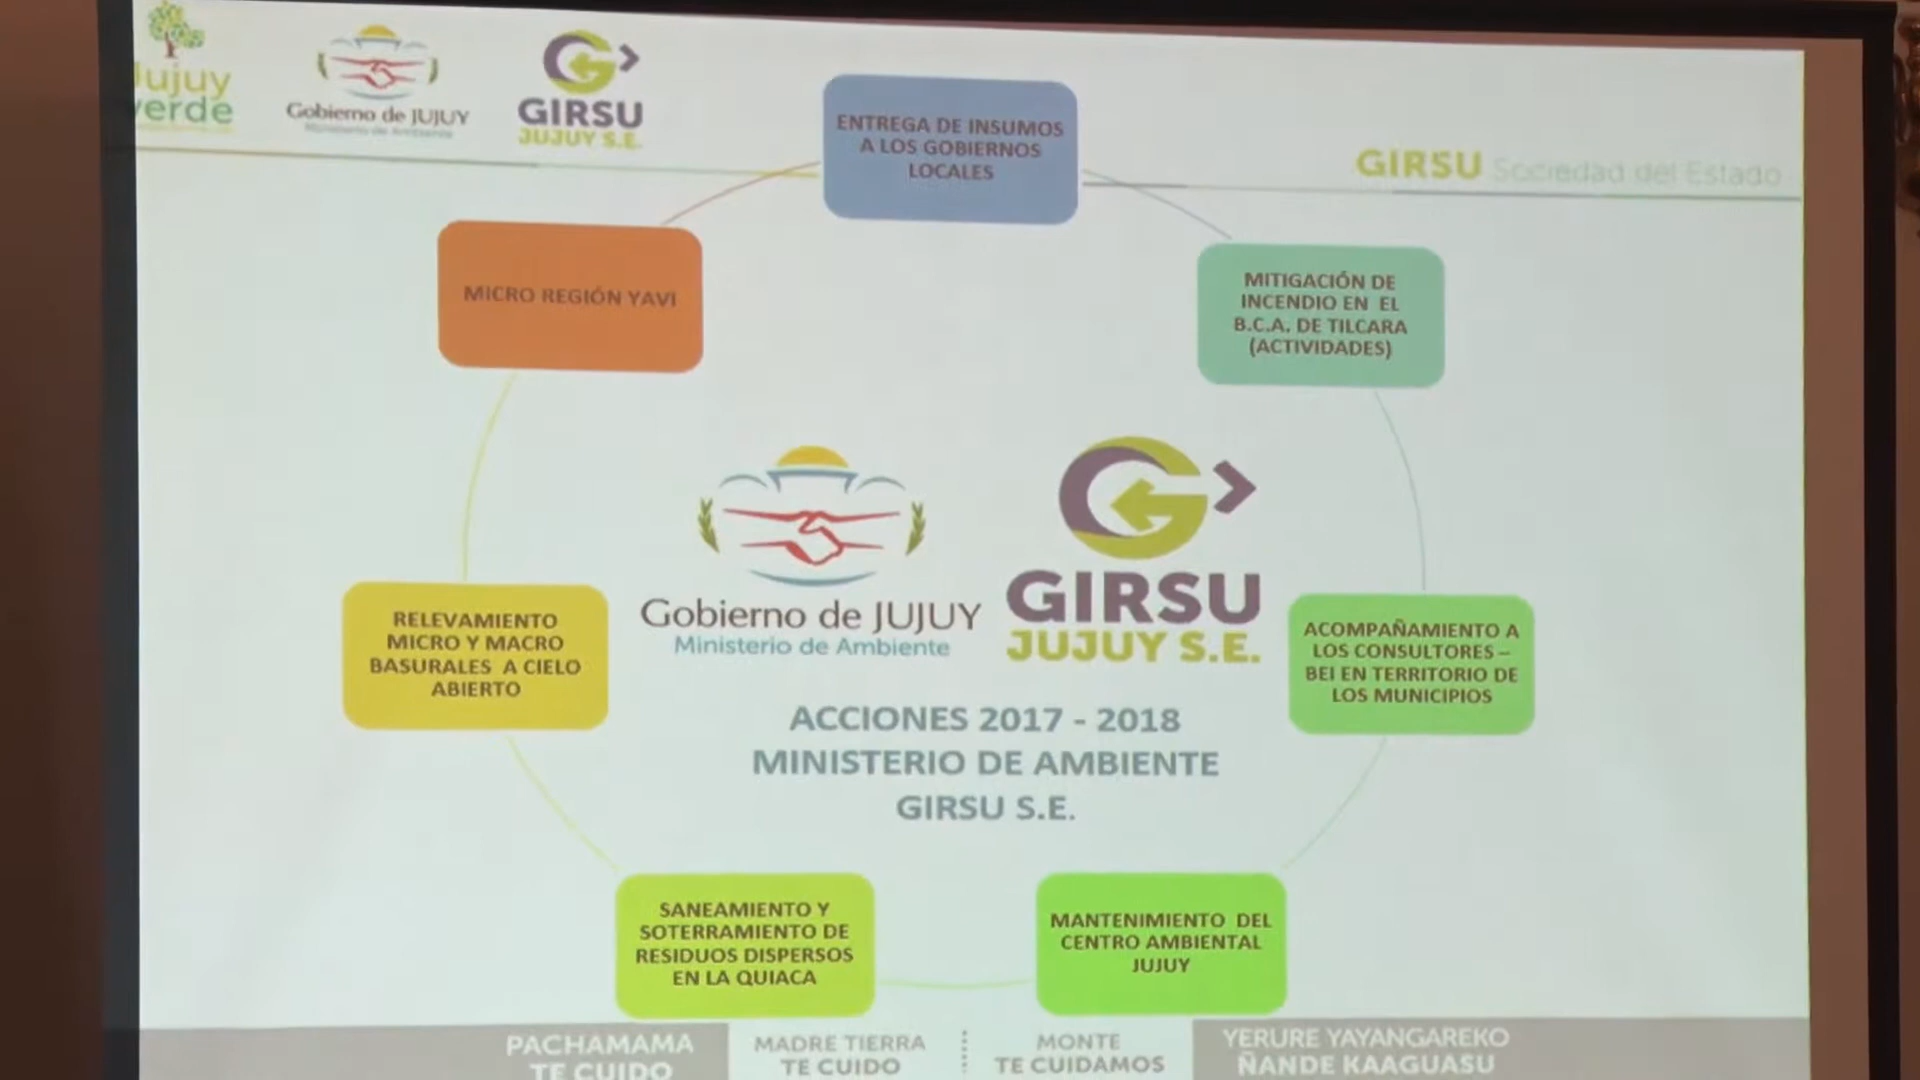 Jujuy
verde
Gobierno de JUJUY
Ministerio de Ambiente
GIRSU
JUJUY S.E.
GIRSU Sociedad del Estado
ENTREGA DE INSUMOS
A LOS GOBIERNOS
LOCALES
MITIGACIÓN DE
INCENDIO EN EL
B.C.A. DE TILCARA
(ACTIVIDADES)
ACOMPAÑAMIENTO A
LOS CONSULTORES –
BEI EN TERRITORIO DE
LOS MUNICIPIOS
MANTENIMIENTO DEL
CENTRO AMBIENTAL
JUJUY
SANEAMIENTO Y
SOTERRAMIENTO DE
RESIDUOS DISPERSOS
EN LA QUIACA
RELEVAMIENTO
MICRO Y MACRO
BASURALES A CIELO
ABIERTO
MICRO REGIÓN YAVI
Gobierno de JUJUY
Ministerio de Ambiente
GIRSU
JUJUY S.E.
ACCIONES 2017 - 2018
MINISTERIO DE AMBIENTE
GIRSU S.E.
PACHAMAMA
TE CUIDO
MADRE TIERRA
TE CUIDO
MONTE
TE CUIDAMOS
YERURE YAYANGAREKO
ÑANDE KAAGUASU